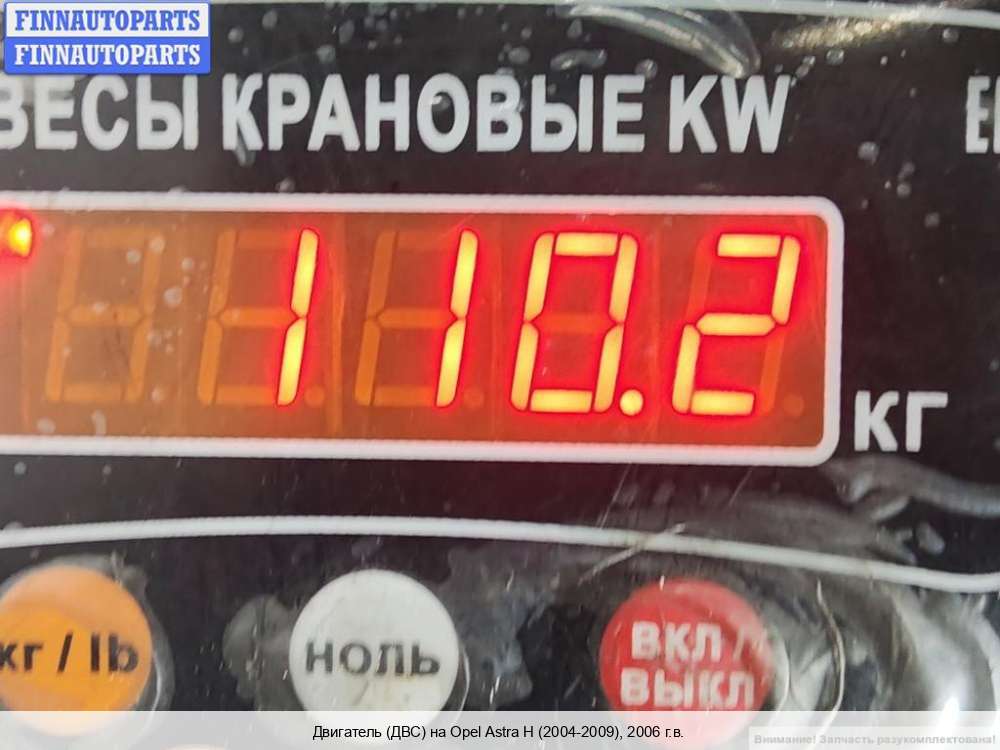 FINNAUTOPARTS
FINNAUTOPARTS
ВЕСЫ КРАНОВЫЕ KW
110.2
КГ
кг / lb
НОЛЬ
ВКЛ /
ВЫКЛ
Двигатель (ДВС) на Opel Astra H (2004-2009), 2006 г.в.
Внимание! Запчасть разукомплектована!